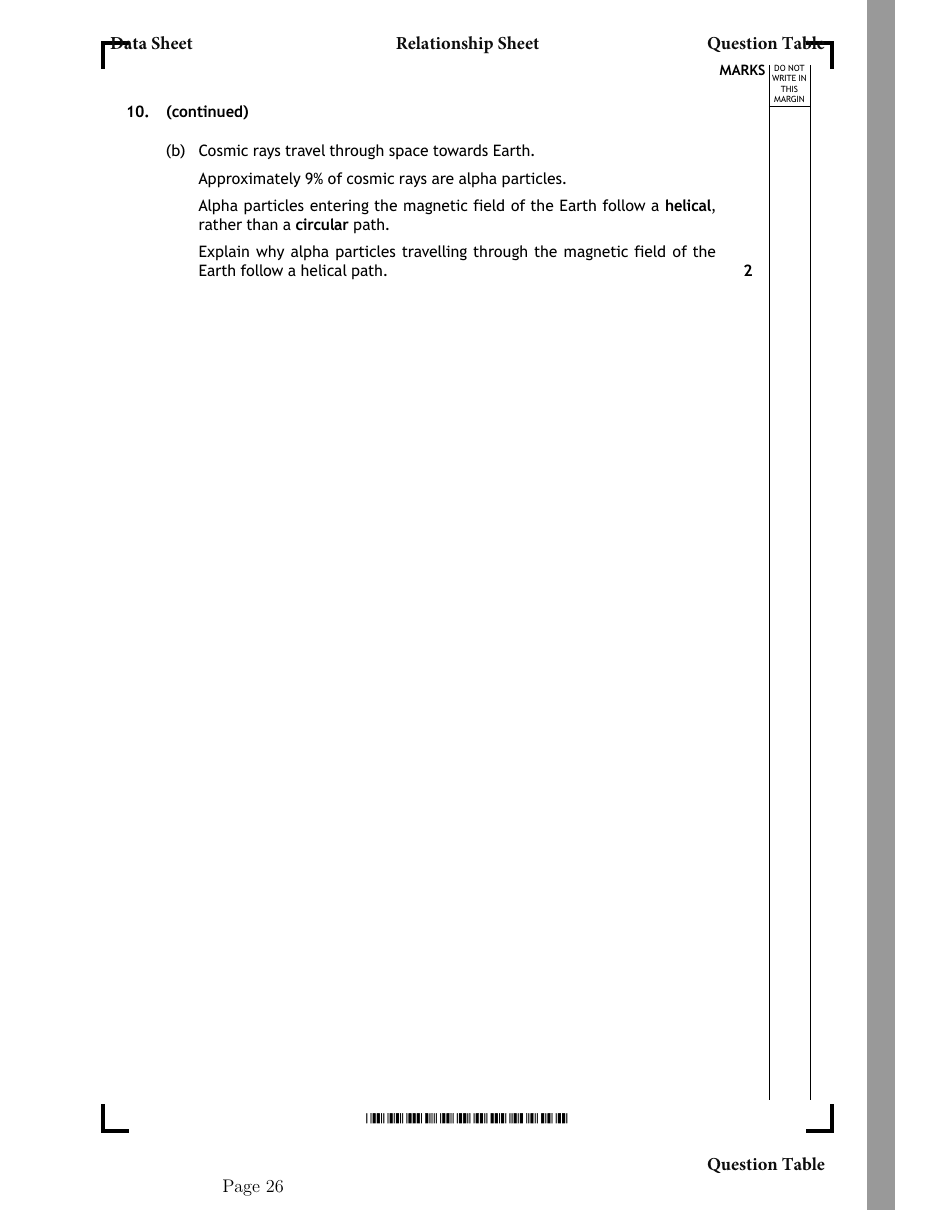 Data Sheet Relationship Sheet Question Table
MARKS
DO NOT
WRITE IN
THIS
MARGIN
10. (continued)
(b) Cosmic rays travel through space towards Earth.
Approximately 9% of cosmic rays are alpha particles.
Alpha particles entering the magnetic field of the Earth follow a helical,
rather than a circular path.
Explain why alpha particles travelling through the magnetic field of the
Earth follow a helical path. 2
Question Table
Page 26